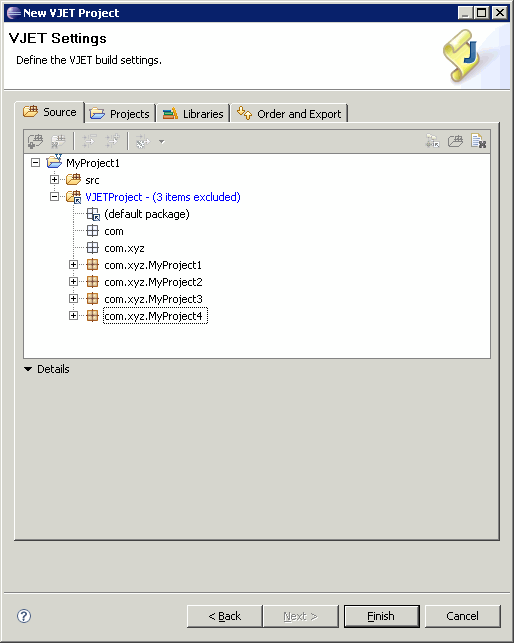 New VJET Project
VJET Settings
Define the VJET build settings.
Source Projects Libraries Order and Export
MyProject1
src
VJETProject - (3 items excluded)
(default package)
com
com.xyz
com.xyz.MyProject1
com.xyz.MyProject2
com.xyz.MyProject3
com.xyz.MyProject4
Details
< Back Next > Finish Cancel